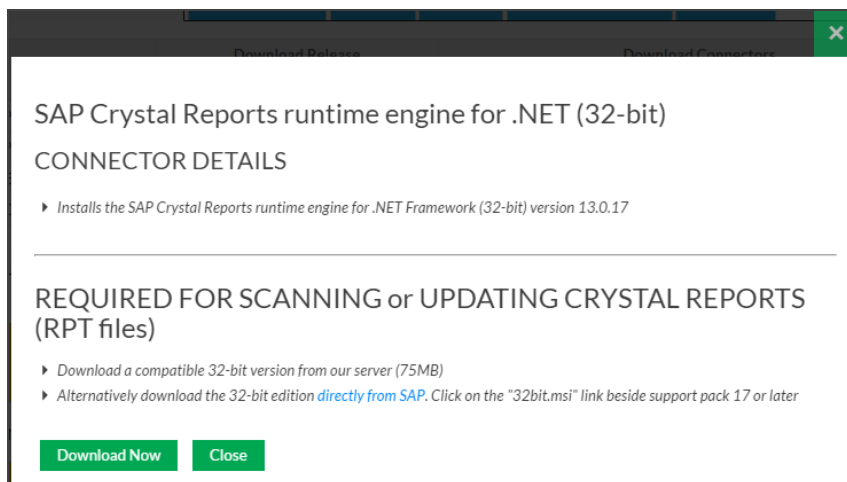 Download Release Download Connectors
×
SAP Crystal Reports runtime engine for .NET (32-bit)
CONNECTOR DETAILS
Installs the SAP Crystal Reports runtime engine for .NET Framework (32-bit) version 13.0.17
REQUIRED FOR SCANNING or UPDATING CRYSTAL REPORTS
(RPT files)
Download a compatible 32-bit version from our server (75MB)
Alternatively download the 32-bit edition directly from SAP. Click on the "32bit.msi" link beside support pack 17 or later
Download Now Close